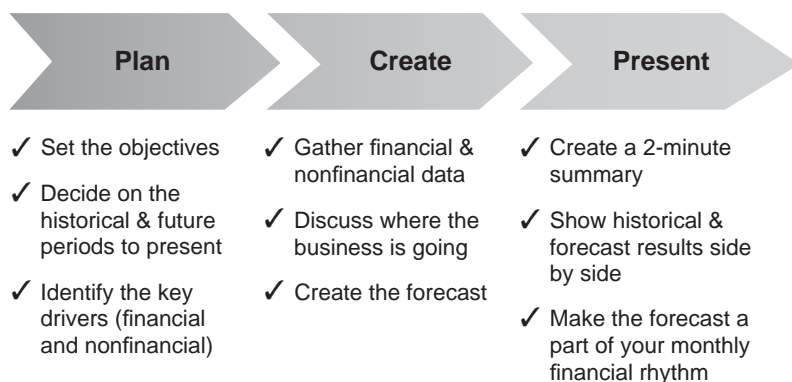 Plan
Create
Present
✓ Set the objectives
✓ Decide on the
historical & future
periods to present
✓ Identify the key
drivers (financial
and nonfinancial)
✓ Gather financial &
nonfinancial data
✓ Discuss where the
business is going
✓ Create the forecast
✓ Create a 2-minute
summary
✓ Show historical &
forecast results side
by side
✓ Make the forecast a
part of your monthly
financial rhythm